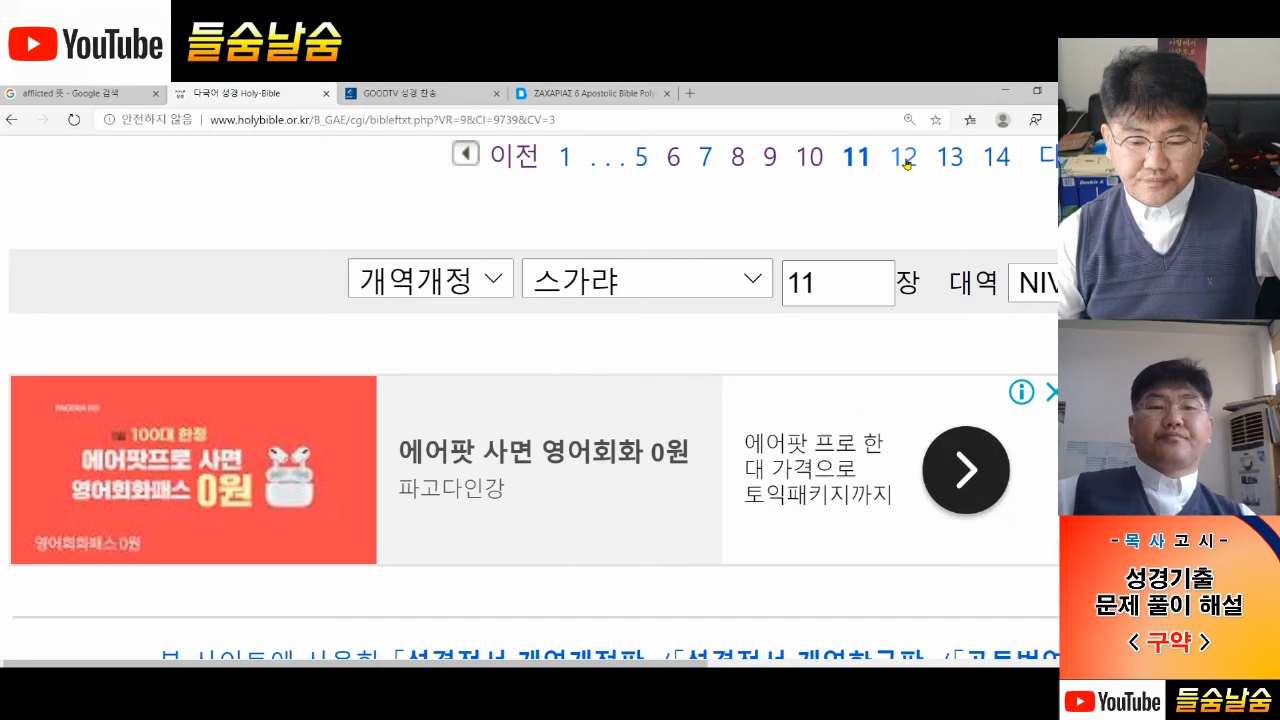 YouTube 들숨날숨
afflicted 뜻 - Google 검색
다국어 성경 Holy-Bible
GOODTV 성경 찬송
ΖΑΧΑΡΙΑΣ 6 Apostolic Bible Poly
안전하지 않음 www.holybible.or.kr/B_GAE/cgi/bibleftxt.php?VR=9&CI=9739&CV=3
이전 1 ... 5 6 7 8 9 10 11 12 13 14
개역개정 스가랴 11 장 대역 NIV
100대 한정
에어팟프로 사면
영어회화패스 0원
영어회화패스 0원
에어팟 사면 영어회화 0원
파고다인강
에어팟 프로 한
대 가격으로
토익패키지까지
- 목 사 고 시 -
성경기출
문제 풀이 해설
< 구약 >
YouTube 들숨날숨